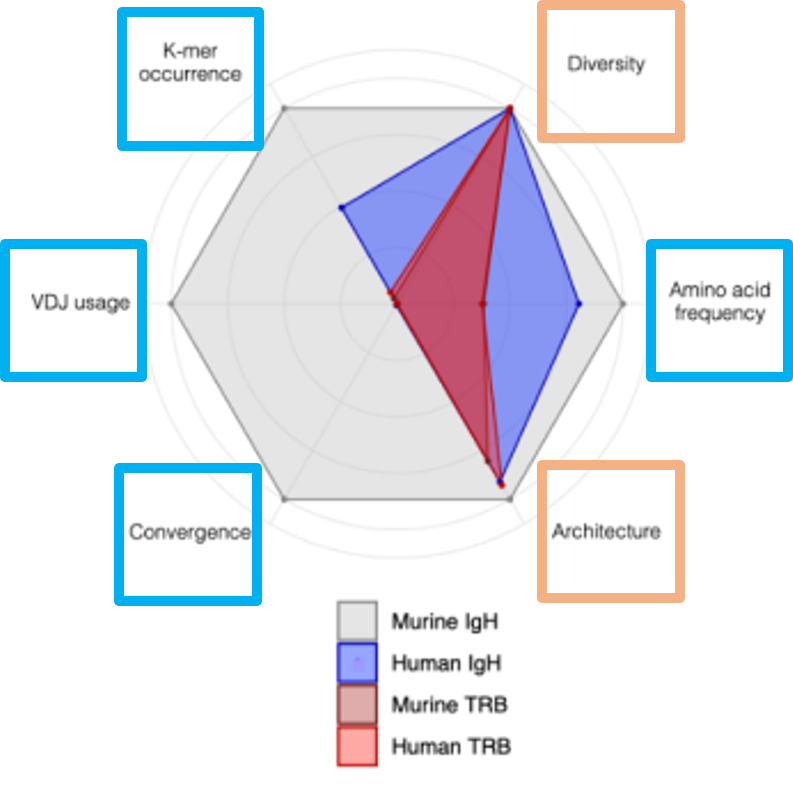 K-mer
occurrence
Diversity
VDJ usage
Amino acid
frequency
Convergence
Architecture
Murine IgH
Human IgH
Murine TRB
Human TRB